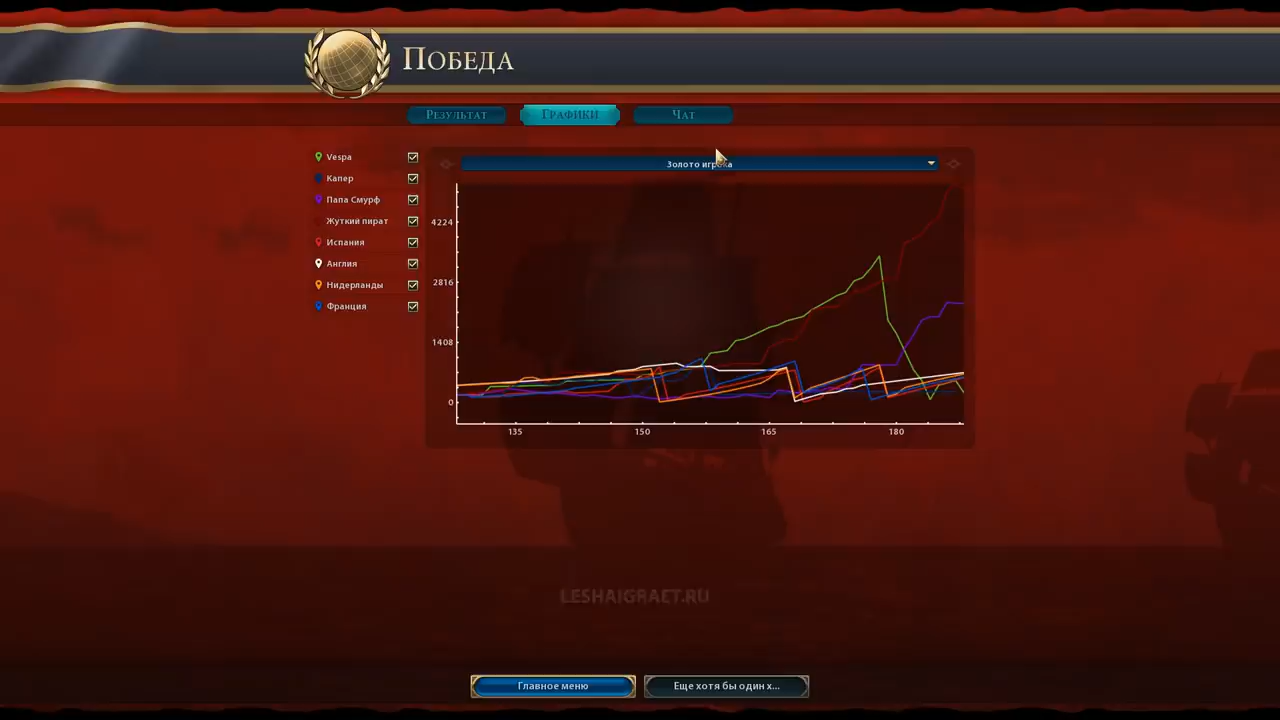 Победа
Результат
Графики
Чат
Vespa
Капер
Папа Смурф
Жуткий пират
Испания
Англия
Нидерланды
Франция
Золото игрока
4224
2816
1408
0
135
150
165
180
LESHAIGRAET.RU
Главное меню
Еще хотя бы один х...